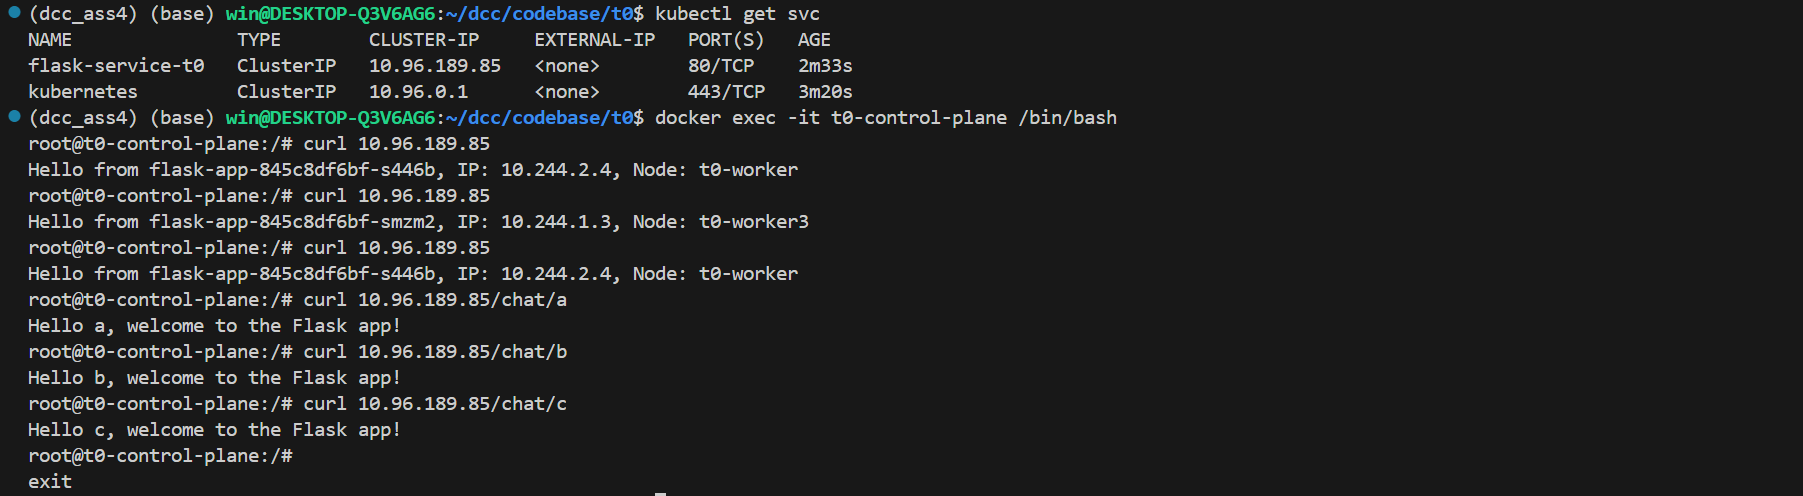 (dcc_ass4) (base) win@DESKTOP-Q3V6AG6:~/dcc/codebase/t0$ kubectl get svc
NAME               TYPE        CLUSTER-IP     EXTERNAL-IP   PORT(S)   AGE
flask-service-t0   ClusterIP   10.96.189.85   <none>        80/TCP    2m33s
kubernetes         ClusterIP   10.96.0.1      <none>        443/TCP   3m20s
(dcc_ass4) (base) win@DESKTOP-Q3V6AG6:~/dcc/codebase/t0$ docker exec -it t0-control-plane /bin/bash
root@t0-control-plane:/# curl 10.96.189.85
Hello from flask-app-845c8df6bf-s446b, IP: 10.244.2.4, Node: t0-worker
root@t0-control-plane:/# curl 10.96.189.85
Hello from flask-app-845c8df6bf-smzm2, IP: 10.244.1.3, Node: t0-worker3
root@t0-control-plane:/# curl 10.96.189.85
Hello from flask-app-845c8df6bf-s446b, IP: 10.244.2.4, Node: t0-worker
root@t0-control-plane:/# curl 10.96.189.85/chat/a
Hello a, welcome to the Flask app!
root@t0-control-plane:/# curl 10.96.189.85/chat/b
Hello b, welcome to the Flask app!
root@t0-control-plane:/# curl 10.96.189.85/chat/c
Hello c, welcome to the Flask app!
root@t0-control-plane:/#
exit